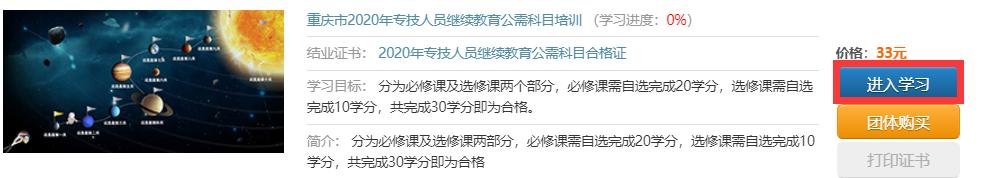 重庆市2020年专技人员继续教育公需科目培训 （学习进度：0%）
结业证书： 2020年专技人员继续教育公需科目合格证
学习目标： 分为必修课及选修课两个部分，必修课需自选完成20学分，选修课需自选
完成10学分，共完成30学分即为合格。
简介： 分为必修课及选修课两部分，必修课需自选完成20学分，选修课需自选完成10
学分，共完成30学分即为合格
价格：33元
进入学习
团体购买
打印证书